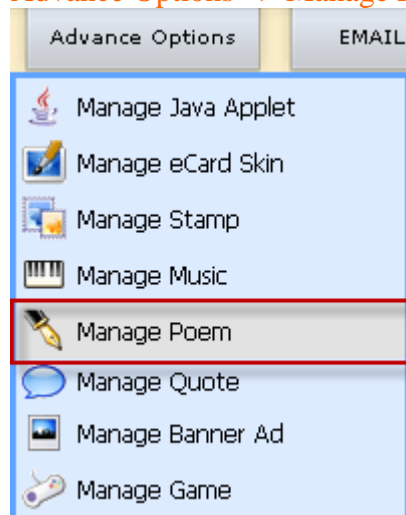 Advance Options
EMAIL
Manage Java Applet
Manage eCard Skin
Manage Stamp
Manage Music
Manage Poem
Manage Quote
Manage Banner Ad
Manage Game